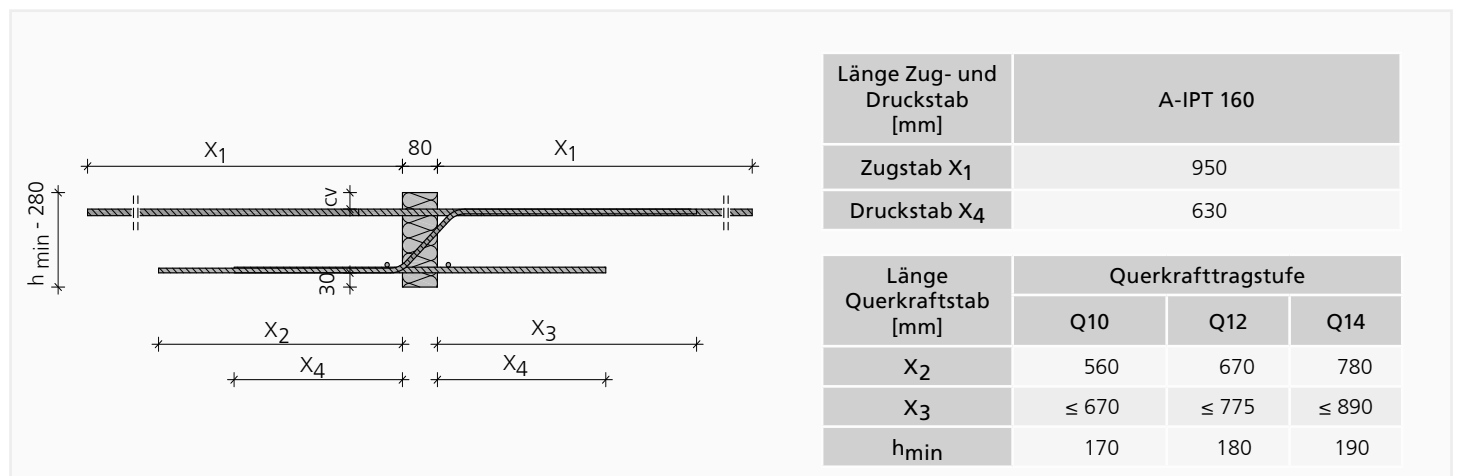 X1
80
X1
cv
h min - 280
30
X2
X3
X4
X4
Länge Zug- und
Druckstab
[mm]
A-IPT 160
Zugstab X1
950
Druckstab X4
630
Länge
Querkraftstab
[mm]
Querkrafttragstufe
Q10 Q12 Q14
X2 560 670 780
X3 ≤ 670 ≤ 775 ≤ 890
hmin 170 180 190